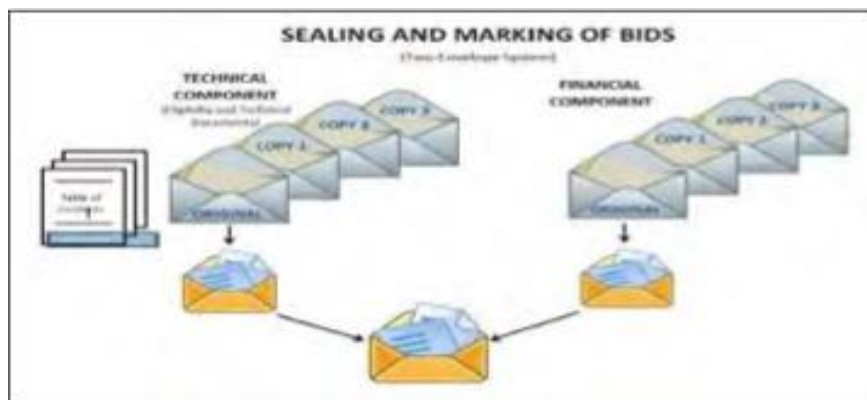 SEALING AND MARKING OF BIDS
(Two-Envelope System)
TECHNICAL
COMPONENT
(Eligibility and Technical
Documents)
FINANCIAL
COMPONENT
COPY 3
COPY 2
COPY 1
ORIGINAL
COPY 3
COPY 2
COPY 1
ORIGINAL
Table of
Contents